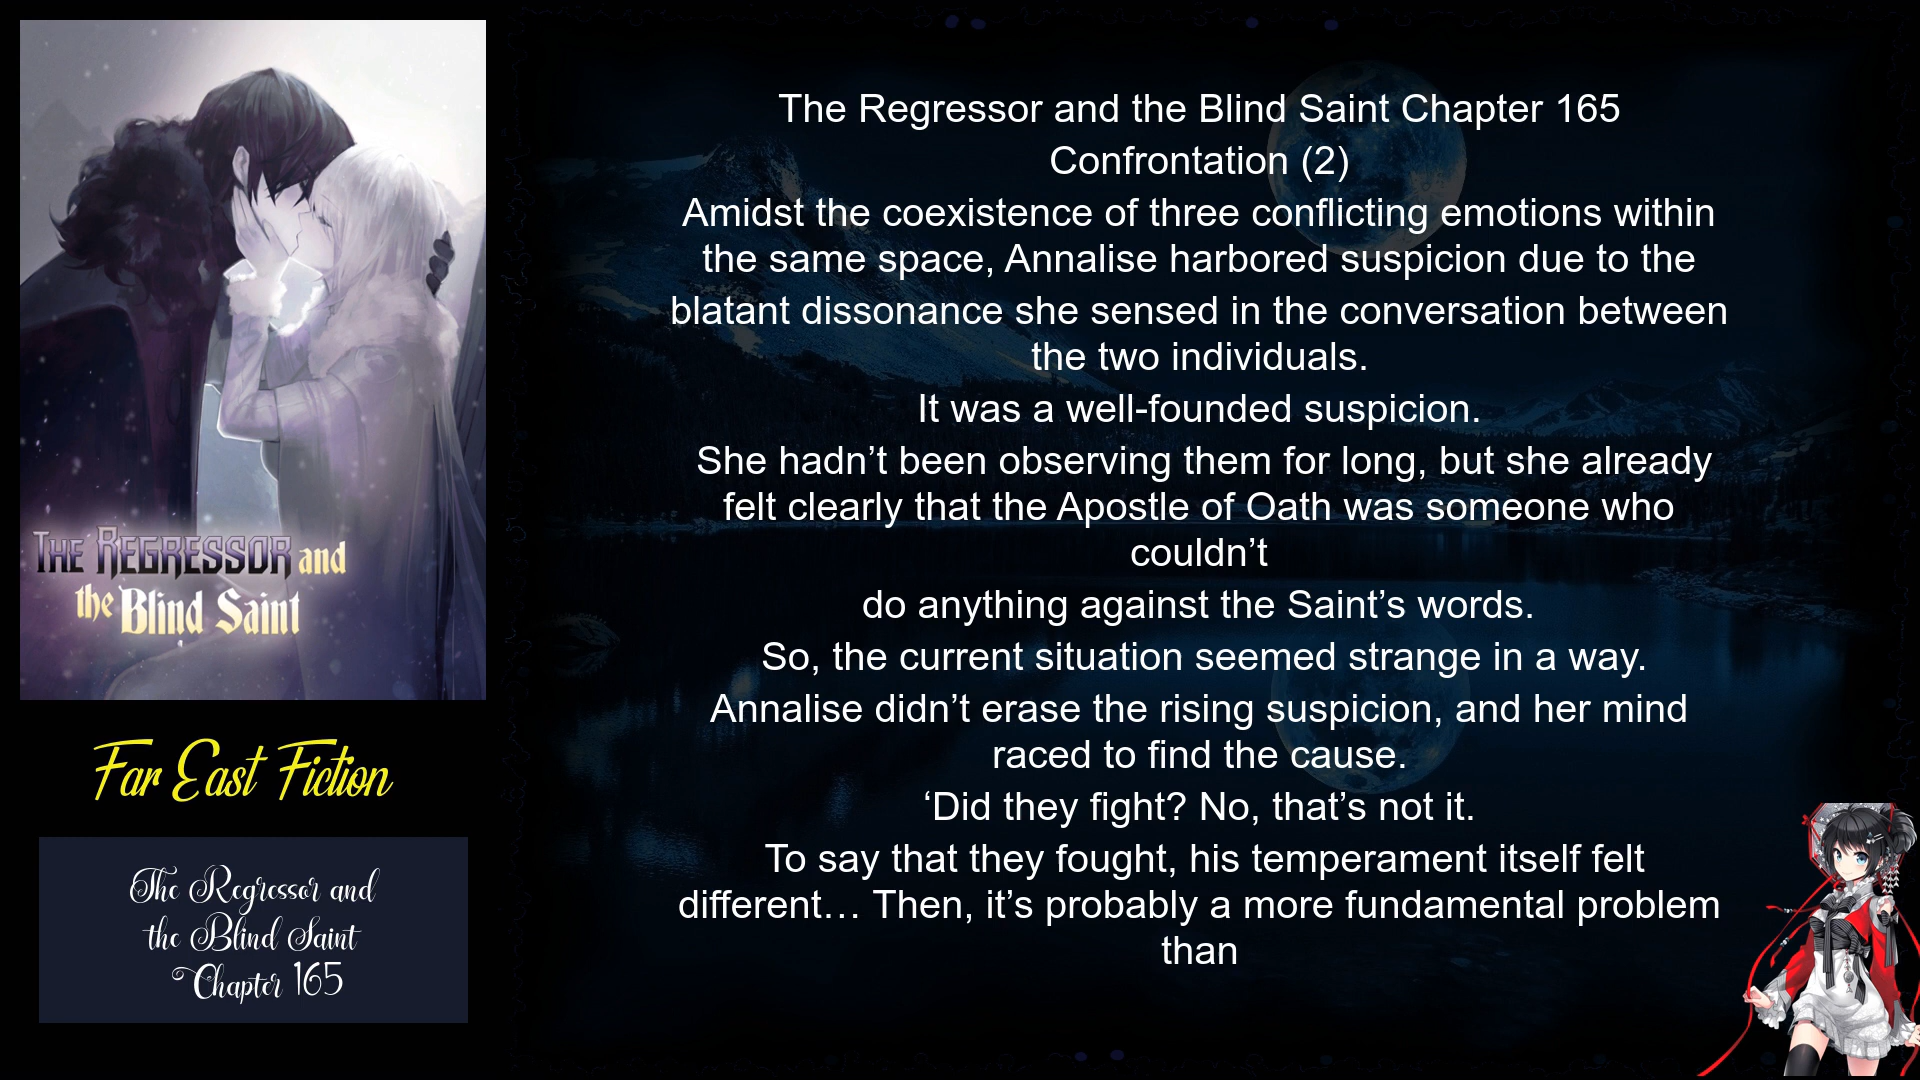 THE REGRESSOR and
the Blind Saint
Far East Fiction
The Regressor and
the Blind Saint
Chapter 165
The Regressor and the Blind Saint Chapter 165
Confrontation (2)
Amidst the coexistence of three conflicting emotions within
the same space, Annalise harbored suspicion due to the
blatant dissonance she sensed in the conversation between
the two individuals.
It was a well-founded suspicion.
She hadn’t been observing them for long, but she already
felt clearly that the Apostle of Oath was someone who
couldn’t
do anything against the Saint’s words.
So, the current situation seemed strange in a way.
Annalise didn’t erase the rising suspicion, and her mind
raced to find the cause.
‘Did they fight? No, that’s not it.
To say that they fought, his temperament itself felt
different… Then, it’s probably a more fundamental problem
than